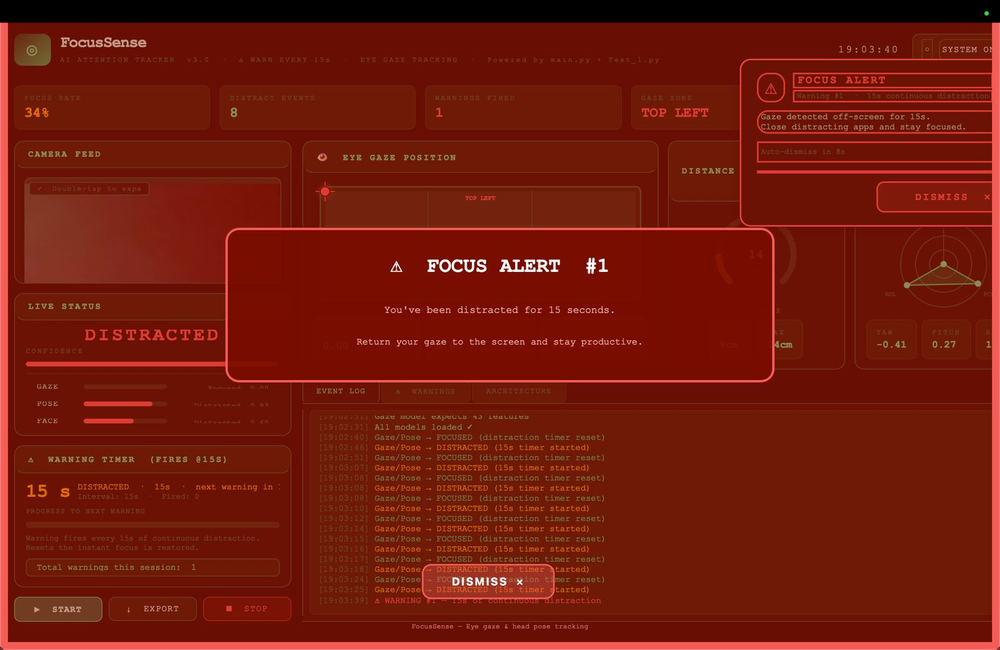 FocusSense
AI ATTENTION TRACKER v3.0 · ⚠ WARN EVERY 15s · EYE GAZE TRACKING · Powered by main.py + Test_1.py
19:03:40
SYSTEM ON
FOCUS RATE
34%
DISTRACT EVENTS
8
WARNINGS FIRED
1
GAZE ZONE
TOP LEFT
⚠ FOCUS ALERT
Warning #1 · 15s continuous distraction
Gaze detected off-screen for 15s.
Close distracting apps and stay focused.
Auto-dismiss in 8s
DISMISS ×
CAMERA FEED
⤢ Double-tap to expa
EYE GAZE POSITION
TOP LEFT
DISTANCE
14
⚠ FOCUS ALERT #1
You've been distracted for 15 seconds.
Return your gaze to the screen and stay productive.
0.00
9cm
AX
4cm
ROL
YAW
-0.41
PITCH
0.27
LIVE STATUS
DISTRACTED
CONFIDENCE
GAZE Focused 0.00
POSE Distracted 0.83
FACE Distracted 0.60
⚠ WARNING TIMER (FIRES @15S)
15 s
DISTRACTED · 15s · next warning in
Interval: 15s · Fired: 0
PROGRESS TO NEXT WARNING
Warning fires every 15s of continuous distraction.
Resets the instant focus is restored.
Total warnings this session: 1
▶ START
↓ EXPORT
■ STOP
EVENT LOG
⚠ WARNINGS
ARCHITECTURE
[19:02:31] Gaze model expects 43 features
[19:02:31] All models loaded ✓
[19:02:40] Gaze/Pose → FOCUSED (distraction timer reset)
[19:02:46] Gaze/Pose → DISTRACTED (15s timer started)
[19:02:51] Gaze/Pose → FOCUSED (distraction timer reset)
[19:03:07] Gaze/Pose → DISTRACTED (15s timer started)
[19:03:08] Gaze/Pose → FOCUSED (distraction timer reset)
[19:03:08] Gaze/Pose → DISTRACTED (15s timer started)
[19:03:08] Gaze/Pose → FOCUSED (distraction timer reset)
[19:03:10] Gaze/Pose → DISTRACTED (15s timer started)
[19:03:12] Gaze/Pose → FOCUSED (distraction timer reset)
[19:03:14] Gaze/Pose → DISTRACTED (15s timer started)
[19:03:15] Gaze/Pose → FOCUSED (distraction timer reset)
[19:03:16] Gaze/Pose → DISTRACTED (15s timer started)
[19:03:17] Gaze/Pose → FOCUSED (distraction timer reset)
[19:03:18] Gaze/Pose → DISTRACTED (15s timer started)
[19:03:24] Gaze/Pose → FOCUSED (distraction timer reset)
[19:03:25] Gaze/Pose → DISTRACTED (15s timer started)
[19:03:39] ⚠ WARNING #1 — 15s of continuous distraction
DISMISS ×
FocusSense — Eye gaze & head pose tracking